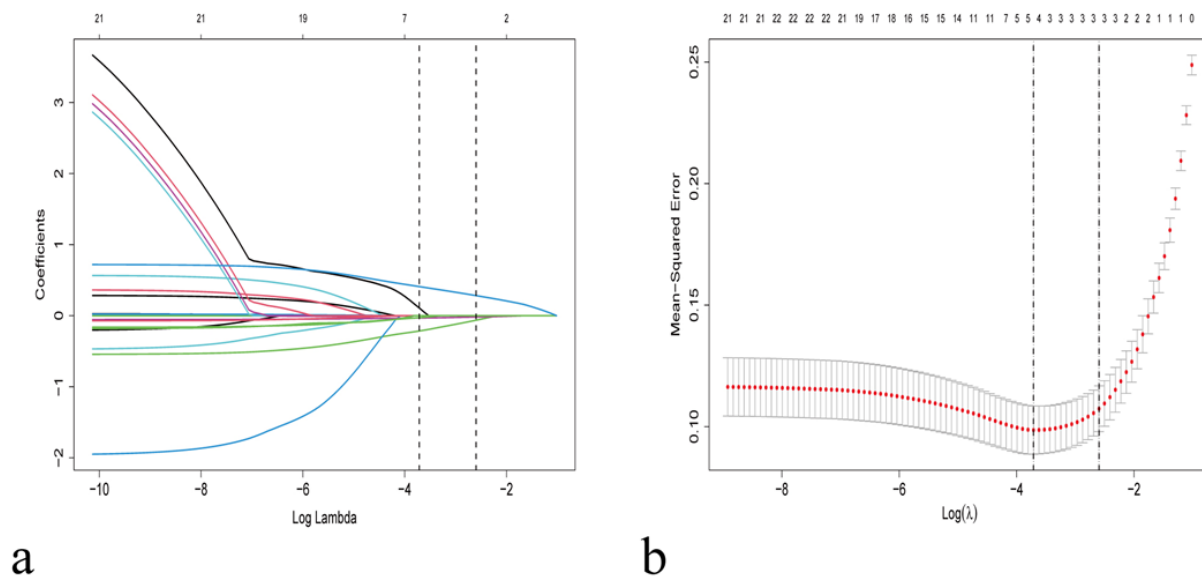 21 21 19 7 2
3
2
1
0
−1
−2
Coefficients
−10 −8 −6 −4 −2
Log Lambda
a
21 21 21 22 22 22 22 21 19 17 18 16 15 15 14 11 11 7 5 5 4 3 3 3 3 3 3 3 2 2 2 1 1 1 0
0.25
0.20
0.15
0.10
Mean−Squared Error
−8 −6 −4 −2
Log(λ)
b